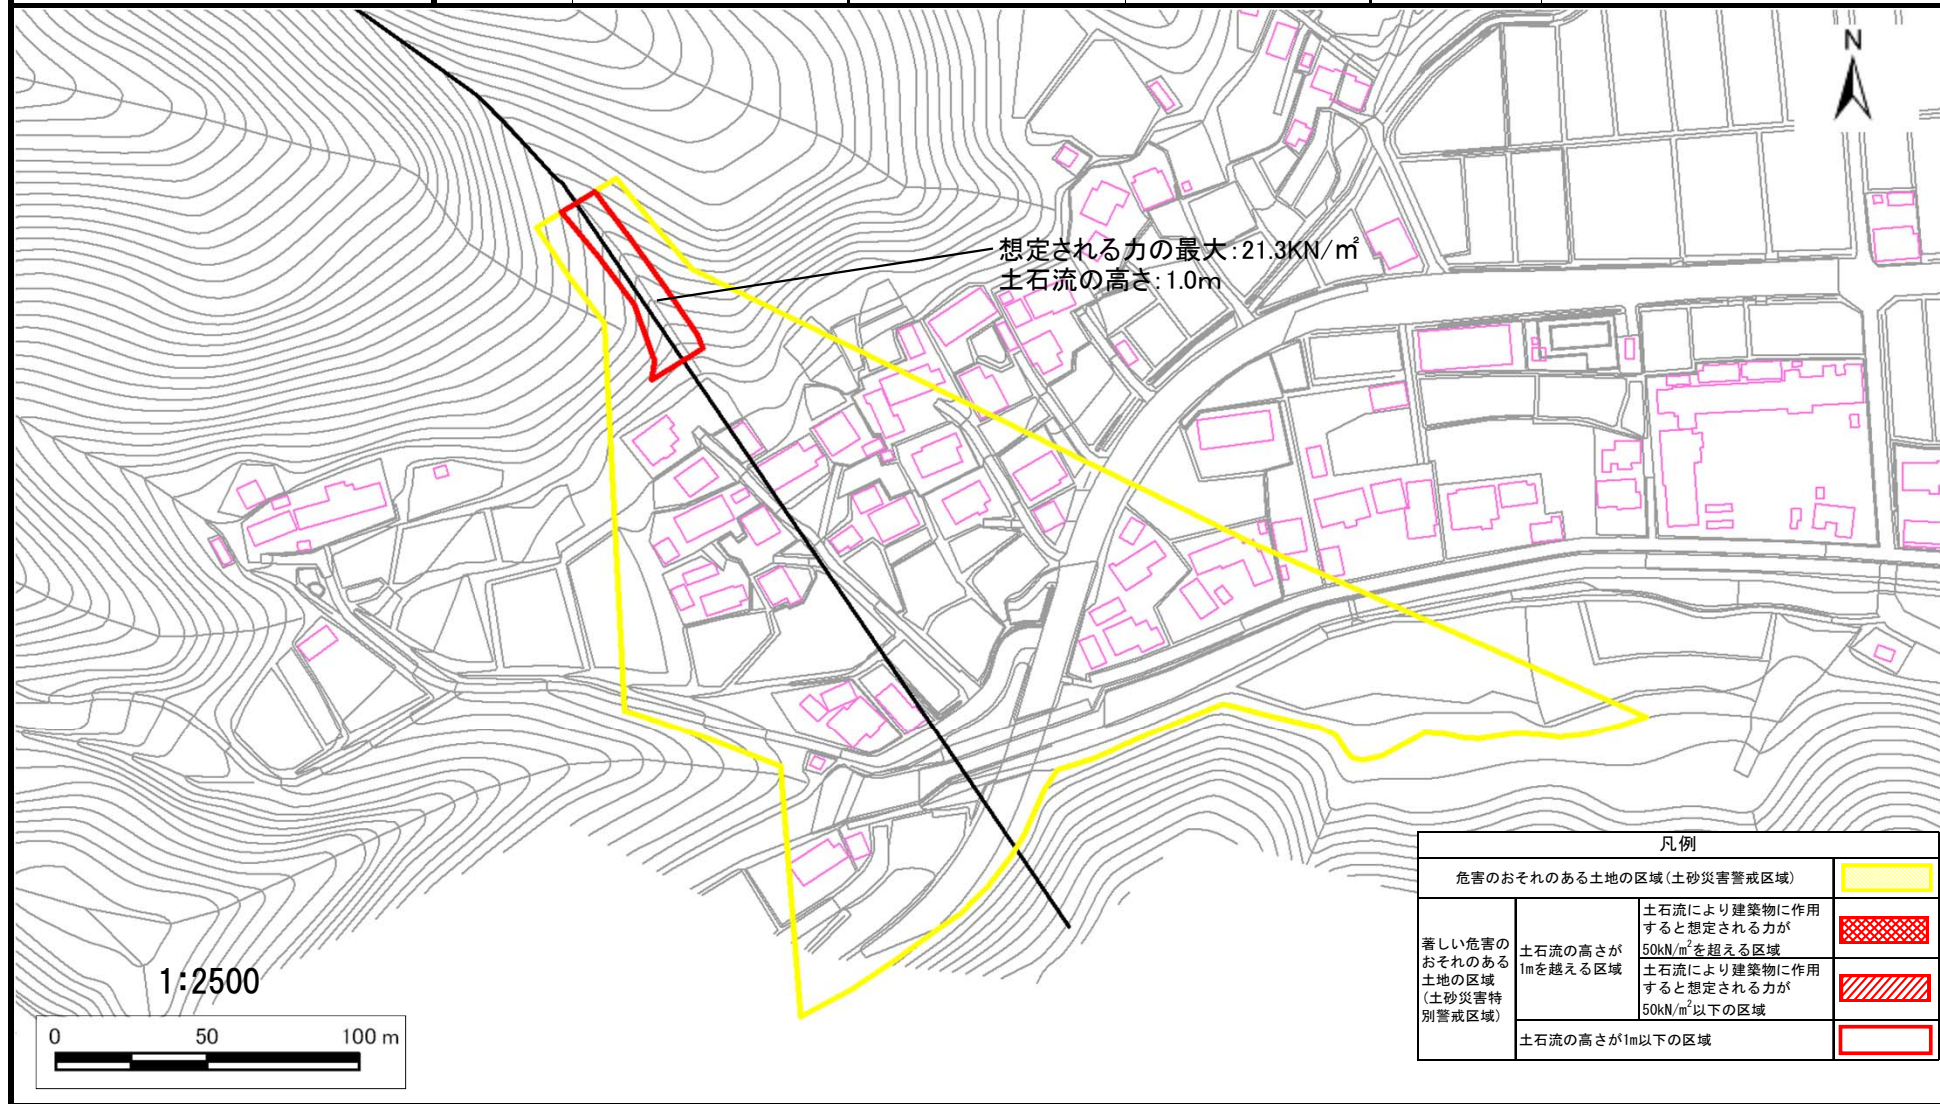 N
想定される力の最大:21.3KN/㎡
土石流の高さ:1.0m
1:2500
0 50 100 m
凡例
危害のおそれのある土地の区域(土砂災害警戒区域)
著しい危害の
おそれのある
土地の区域
(土砂災害特
別警戒区域)
土石流の高さが
1mを越える区域
土石流により建築物に作用
すると想定される力が
50kN/m²を超える区域
土石流により建築物に作用
すると想定される力が
50kN/m²以下の区域
土石流の高さが1m以下の区域